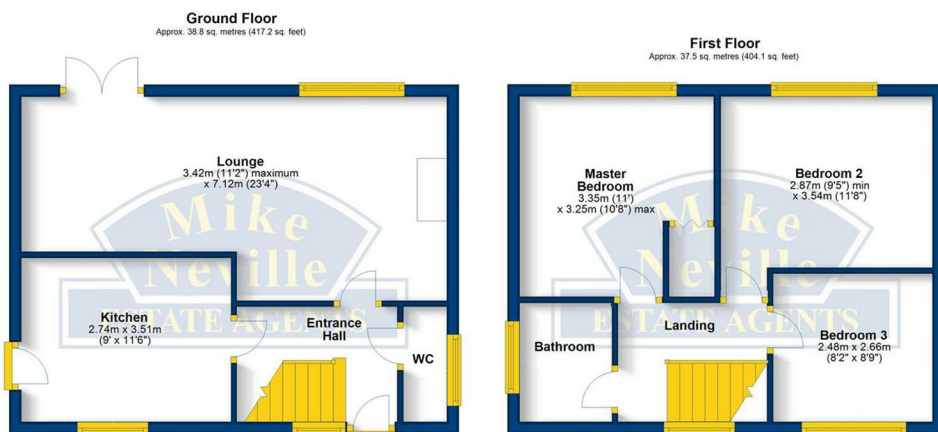 Ground Floor
Approx. 38.8 sq. metres (417.2 sq. feet)
Lounge
3.42m (11'2") maximum
x 7.12m (23'4")
Kitchen
2.74m x 3.51m
(9' x 11'6")
Entrance
Hall
WC
Mike
Neville
ESTATE AGENTS
First Floor
Approx. 37.5 sq. metres (404.1 sq. feet)
Master
Bedroom
3.35m (11')
x 3.25m (10'8") max
Bedroom 2
2.87m (9'5") min
x 3.54m (11'8")
Landing
Bathroom
Bedroom 3
2.48m x 2.66m
(8'2" x 8'9")
Mike
Neville
ESTATE AGENTS